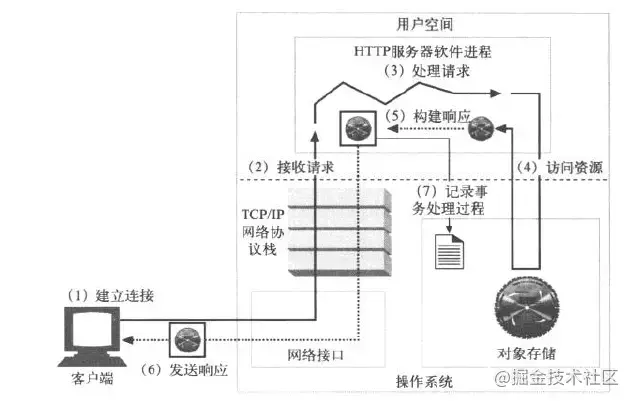 用户空间
HTTP服务器软件进程
(3) 处理请求
(5) 构建响应
(2) 接收请求
(4) 访问资源
(7) 记录事
务处理过程
TCP/IP
网络协
议栈
(1) 建立连接
网络接口
对象存储
(6) 发送响应
客户端
操作系统
@掘金技术社区